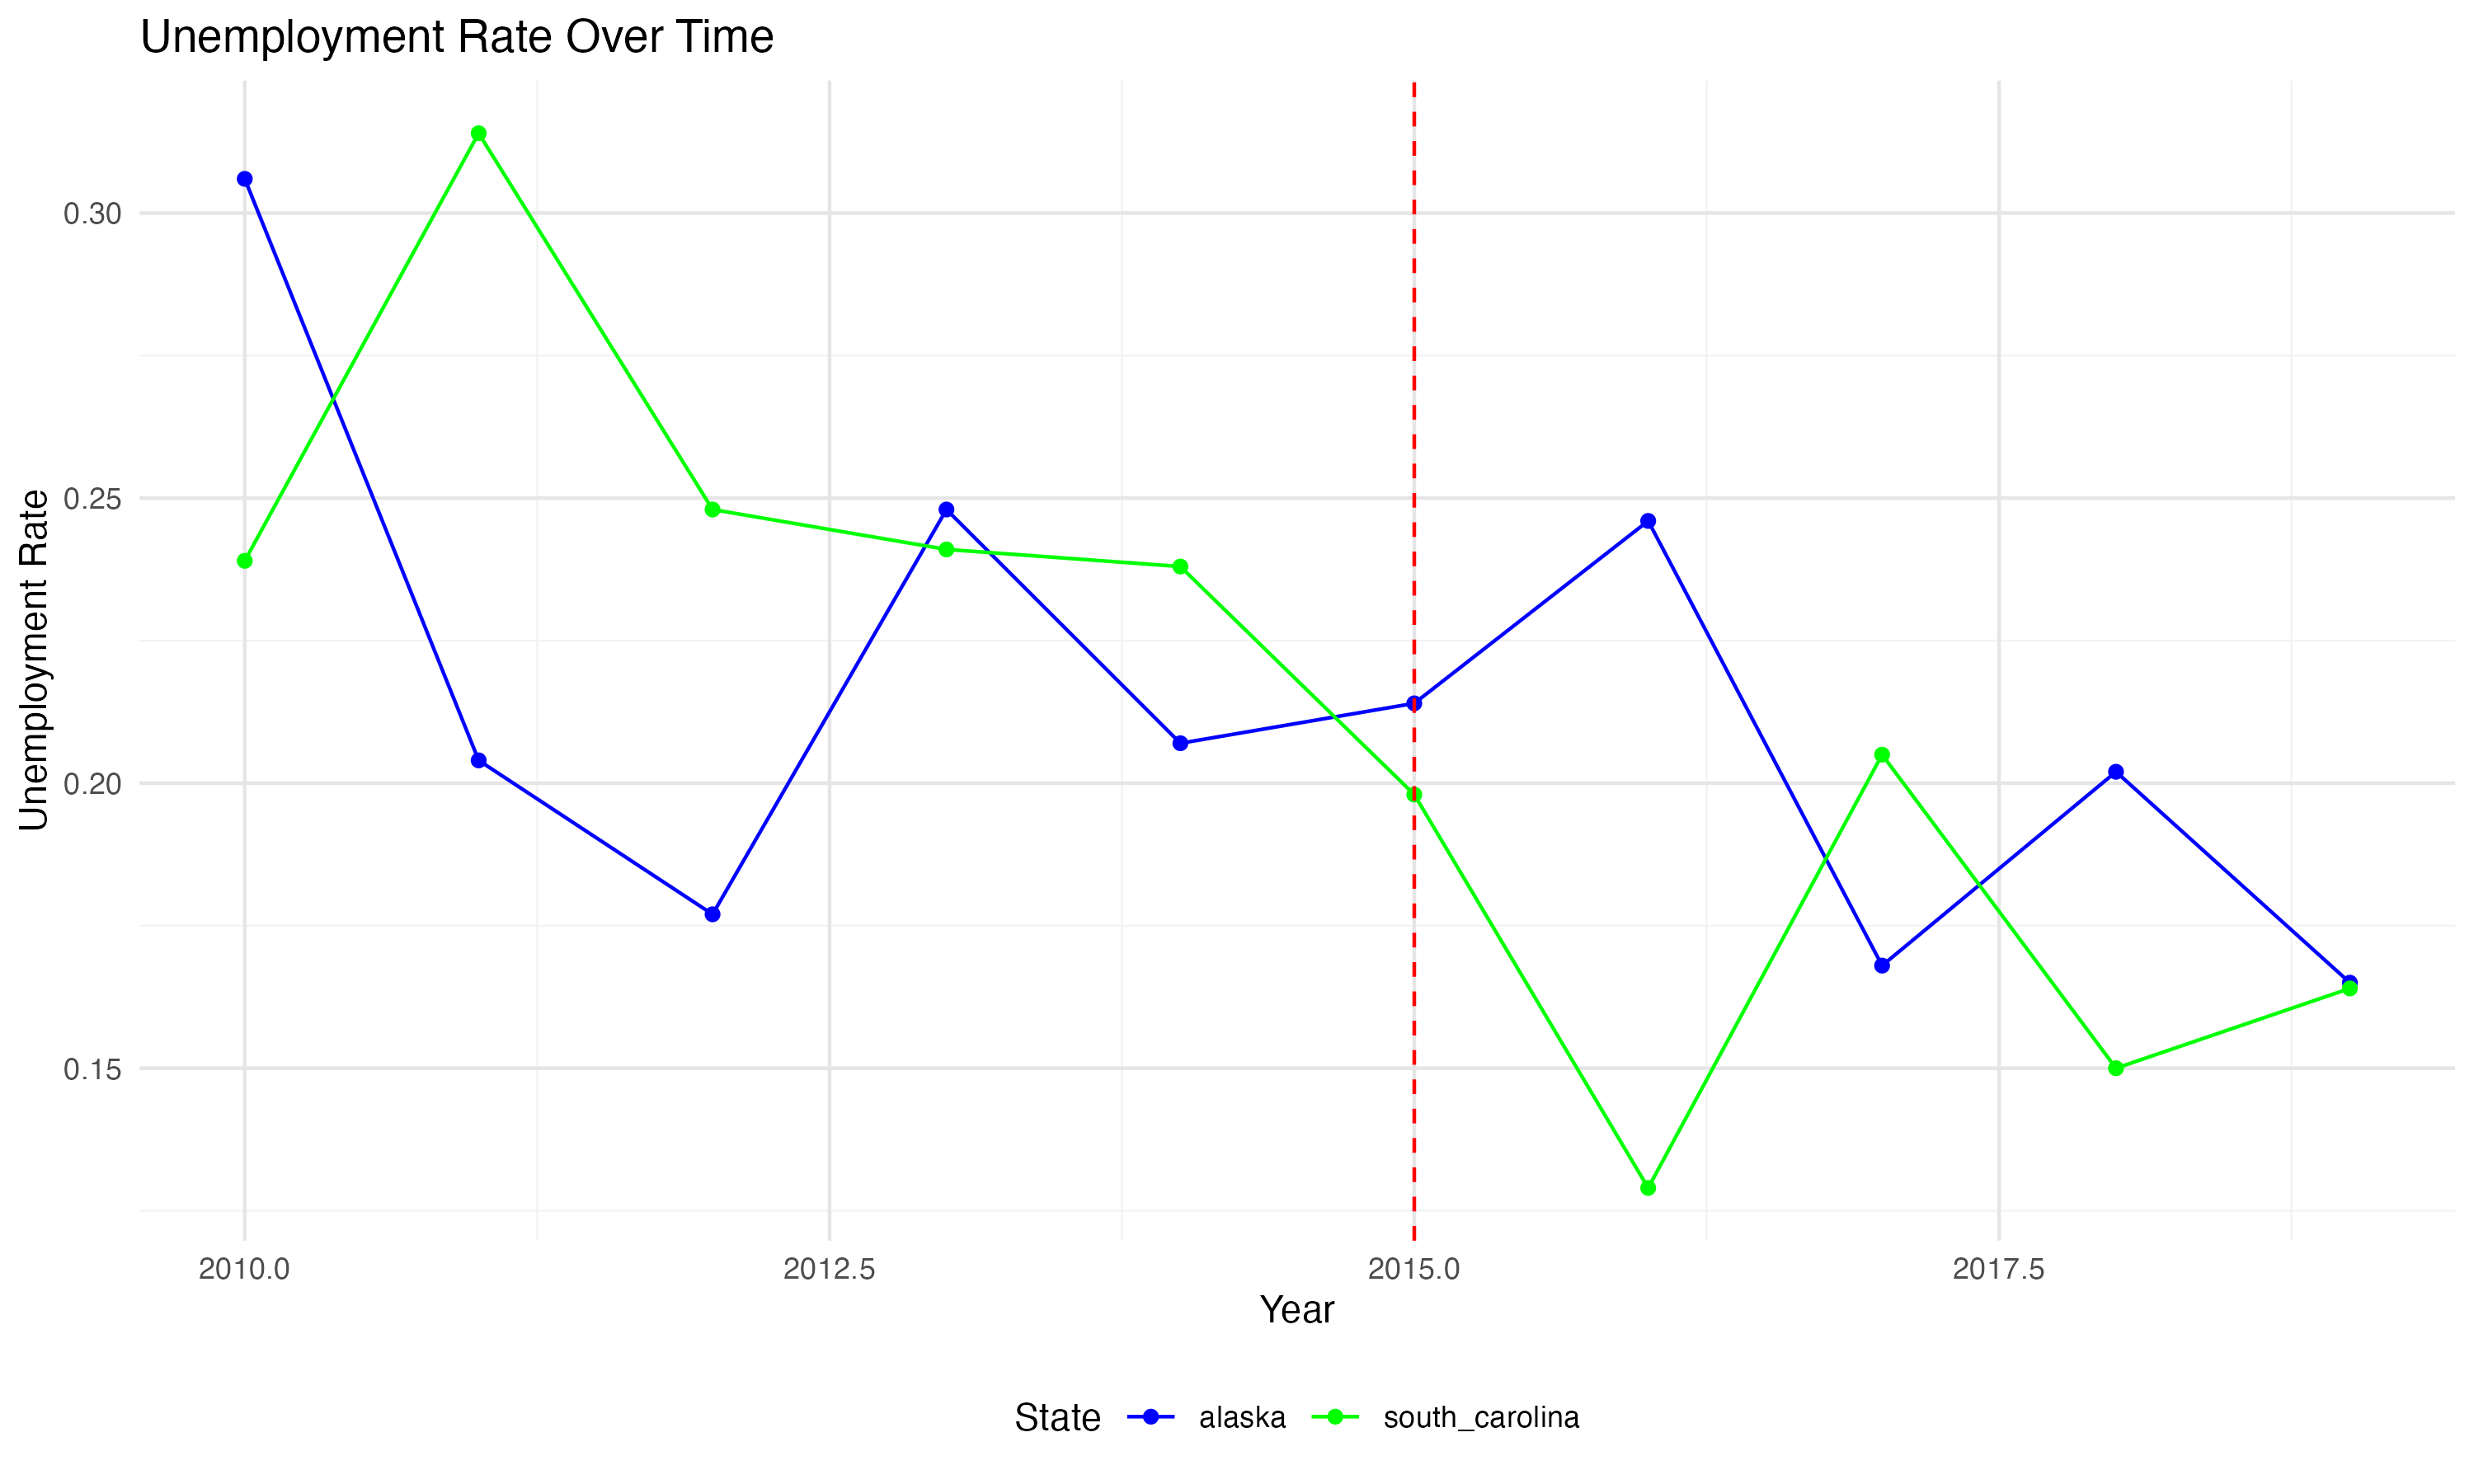 Unemployment Rate Over Time
Unemployment Rate
0.30
0.25
0.20
0.15
2010.0 2012.5 2015.0 2017.5
Year
State alaska south_carolina